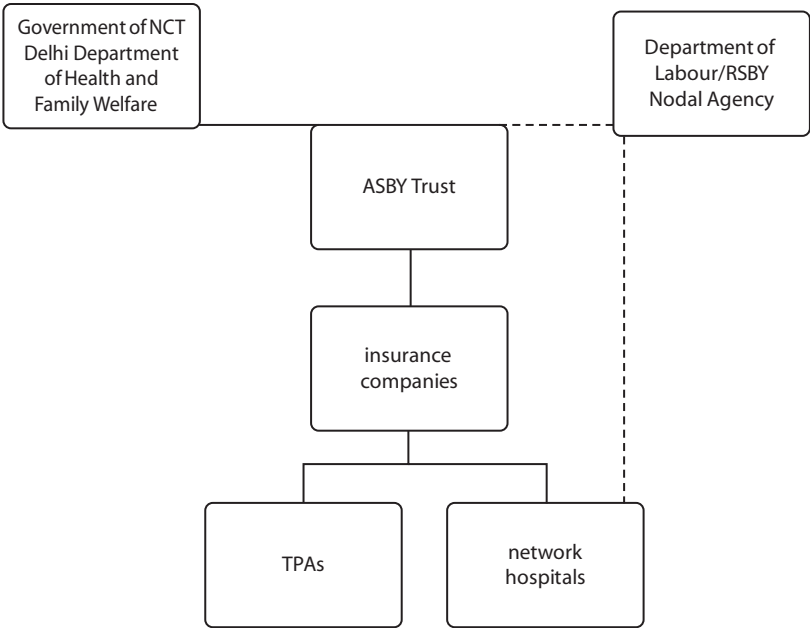 Government of NCT
Delhi Department
of Health and
Family Welfare
Department of
Labour/RSBY
Nodal Agency
ASBY Trust
insurance
companies
TPAs
network
hospitals